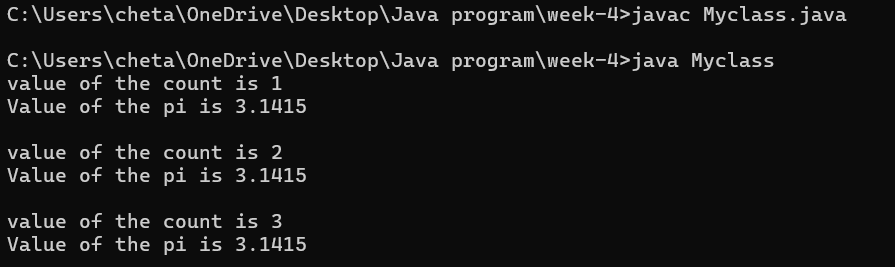 C:\Users\cheta\OneDrive\Desktop\Java program\week-4>javac Myclass.java
C:\Users\cheta\OneDrive\Desktop\Java program\week-4>java Myclass
value of the count is 1
Value of the pi is 3.1415
value of the count is 2
Value of the pi is 3.1415
value of the count is 3
Value of the pi is 3.1415